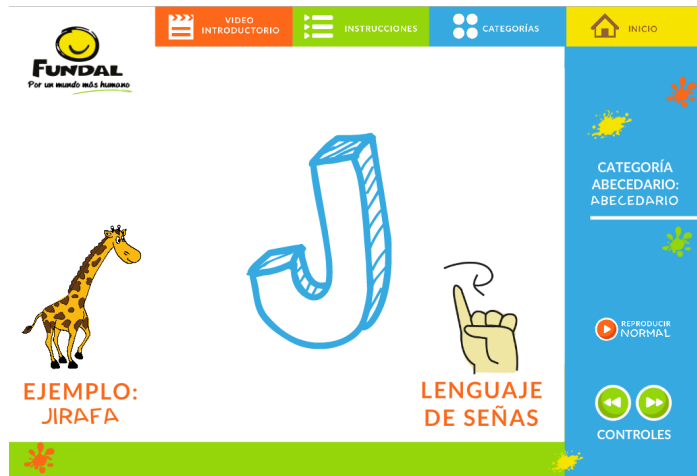 VIDEO
INTRODUCTORIO
INSTRUCCIONES
CATEGORÍAS
INICIO
FUNDAL
Por un mundo más humano
J
CATEGORÍA
ABECEDARIO:
ABECEDARIO
REPRODUCIR
NORMAL
EJEMPLO:
JIRAFA
LENGUAJE
DE SEÑAS
CONTROLES